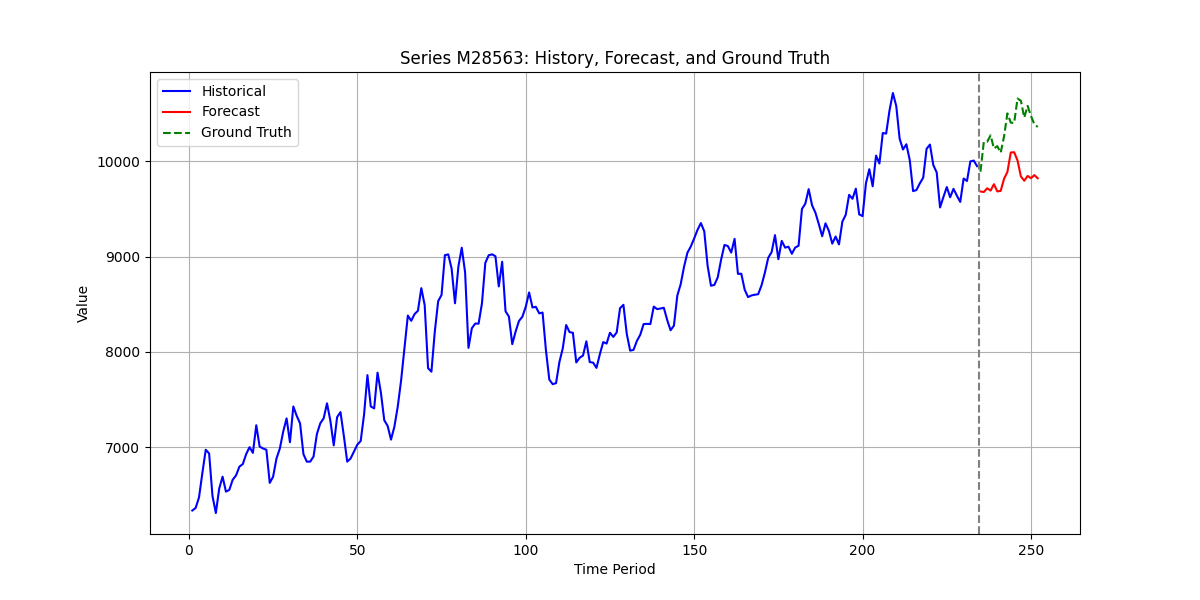 Series M28563: History, Forecast, and Ground Truth
Historical
Forecast
Ground Truth
10000
9000
8000
7000
Value
0 50 100 150 200 250
Time Period